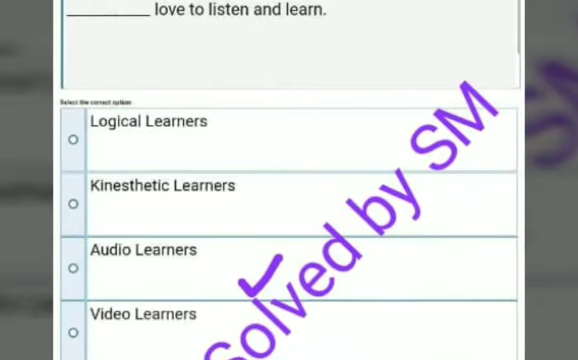 __________ love to listen and learn.
Select the correct option
Logical Learners
Kinesthetic Learners
Audio Learners
Video Learners
Solved by SM